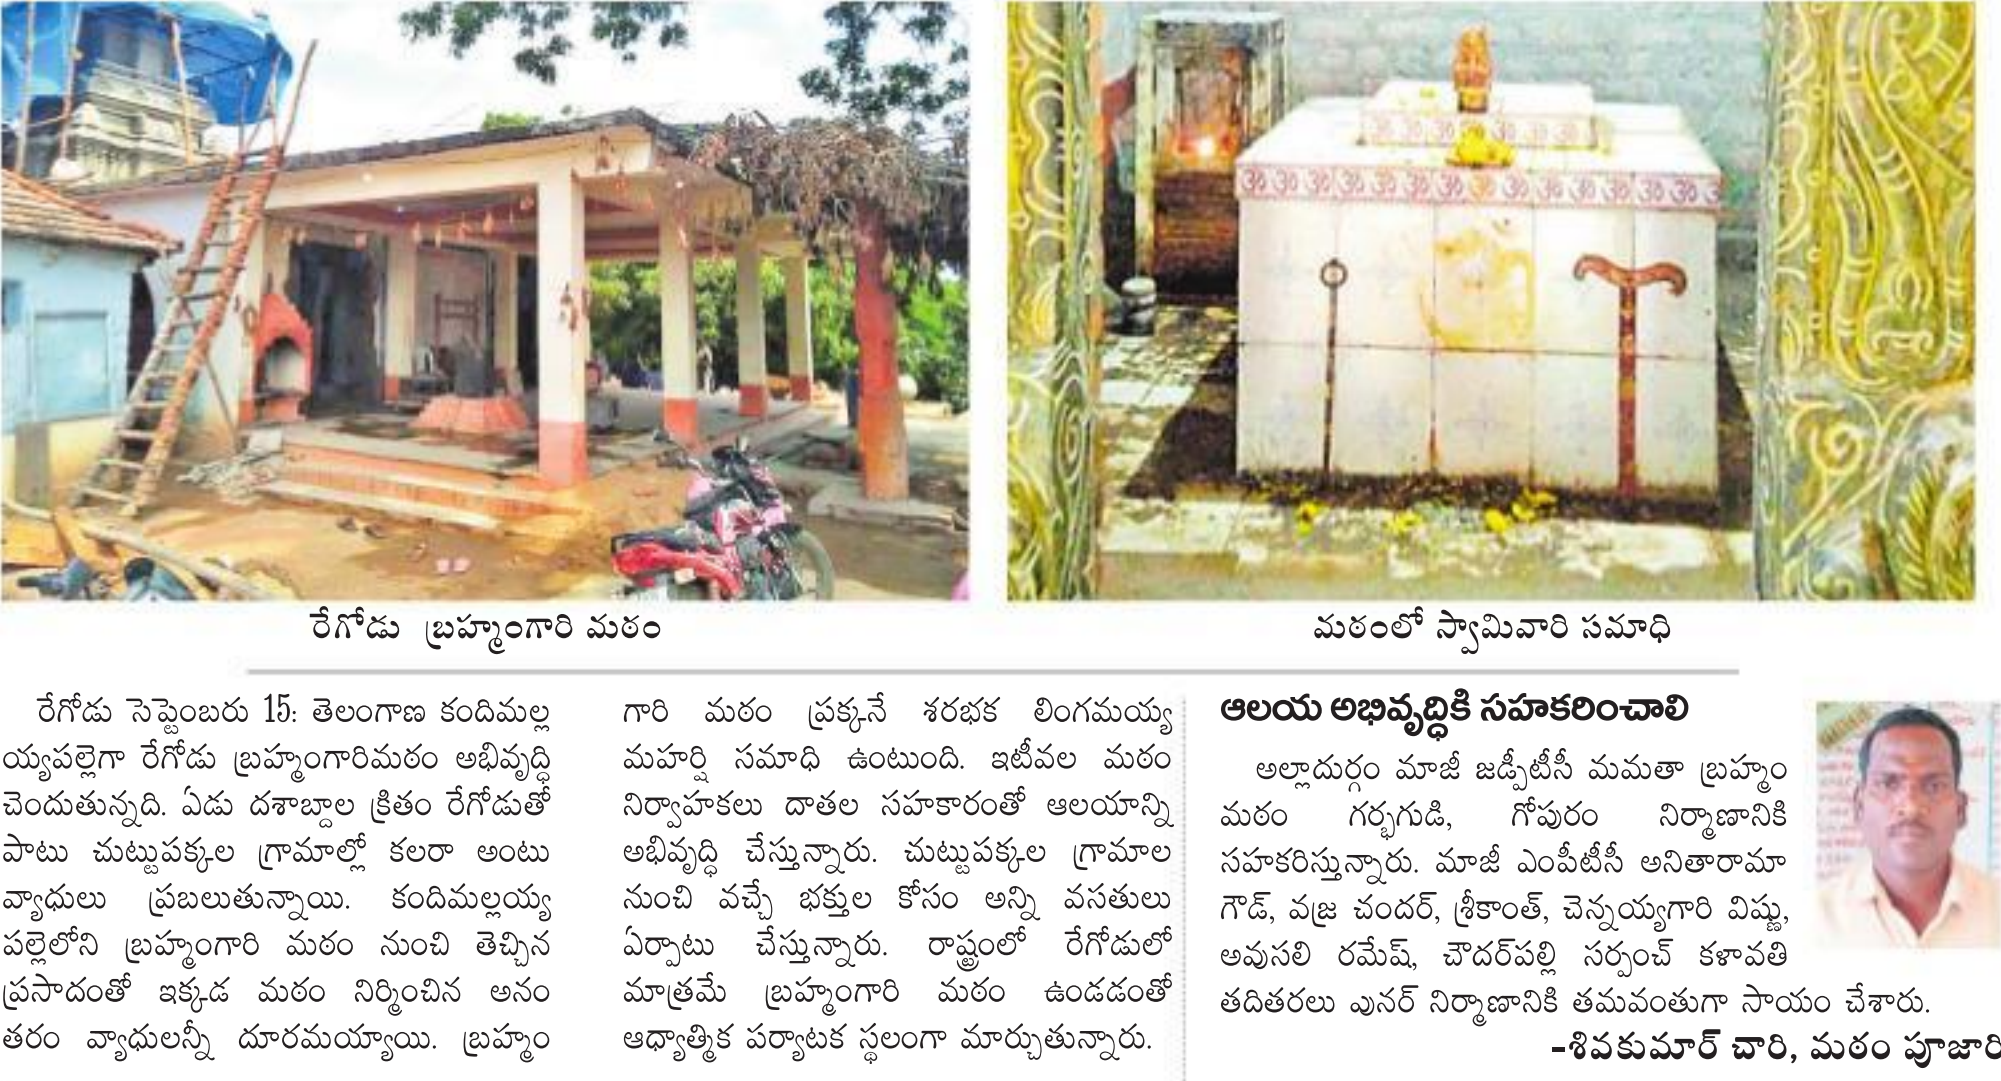 రేగోడు బ్రహ్మంగారి మఠం
మఠంలో స్వామివారి సమాధి
రేగోడు సెప్టెంబరు 15: తెలంగాణ కందిమల్ల
య్యపల్లెగా రేగోడు బ్రహ్మంగారిమఠం అభివృద్ధి
చెందుతున్నది. ఏడు దశాబ్దాల క్రితం రేగోడుతో
పాటు చుట్టుపక్కల గ్రామాల్లో కలరా అంటు
వ్యాధులు ప్రబలుతున్నాయి. కందిమల్లయ్య
పల్లెలోని బ్రహ్మంగారి మఠం నుంచి తెచ్చిన
ప్రసాదంతో ఇక్కడ మఠం నిర్మించిన అనం
తరం వ్యాధులన్నీ దూరమయ్యాయి. బ్రహ్మం
గారి మఠం ప్రక్కనే శరభక లింగమయ్య
మహర్షి సమాధి ఉంటుంది. ఇటీవల మఠం
నిర్వాహకులు దాతల సహకారంతో ఆలయాన్ని
అభివృద్ధి చేస్తున్నారు. చుట్టుపక్కల గ్రామాల
నుంచి వచ్చే భక్తుల కోసం అన్ని వసతులు
ఏర్పాటు చేస్తున్నారు. రాష్ట్రంలో రేగోడులో
మాత్రమే బ్రహ్మంగారి మఠం ఉండడంతో
ఆధ్యాత్మిక పర్యాటక స్థలంగా మార్చుతున్నారు.
ఆలయ అభివృద్ధికి సహకరించాలి
అల్లాదుర్గం మాజీ జడ్పీటీసీ మమతా బ్రహ్మం
మఠం గర్భగుడి, గోపురం నిర్మాణానికి
సహకరిస్తున్నారు. మాజీ ఎంపీటీసీ అనితారామా
గౌడ్, వజ్ర చందర్, శ్రీకాంత్, చెన్నయ్యగారి విష్ణు,
అవుసలి రమేష్, చౌదర్‌పల్లి సర్పంచ్ కళావతి
తదితరలు పునర్ నిర్మాణానికి తమవంతుగా సాయం చేశారు.
-శివకుమార్ చారి, మఠం పూజారి